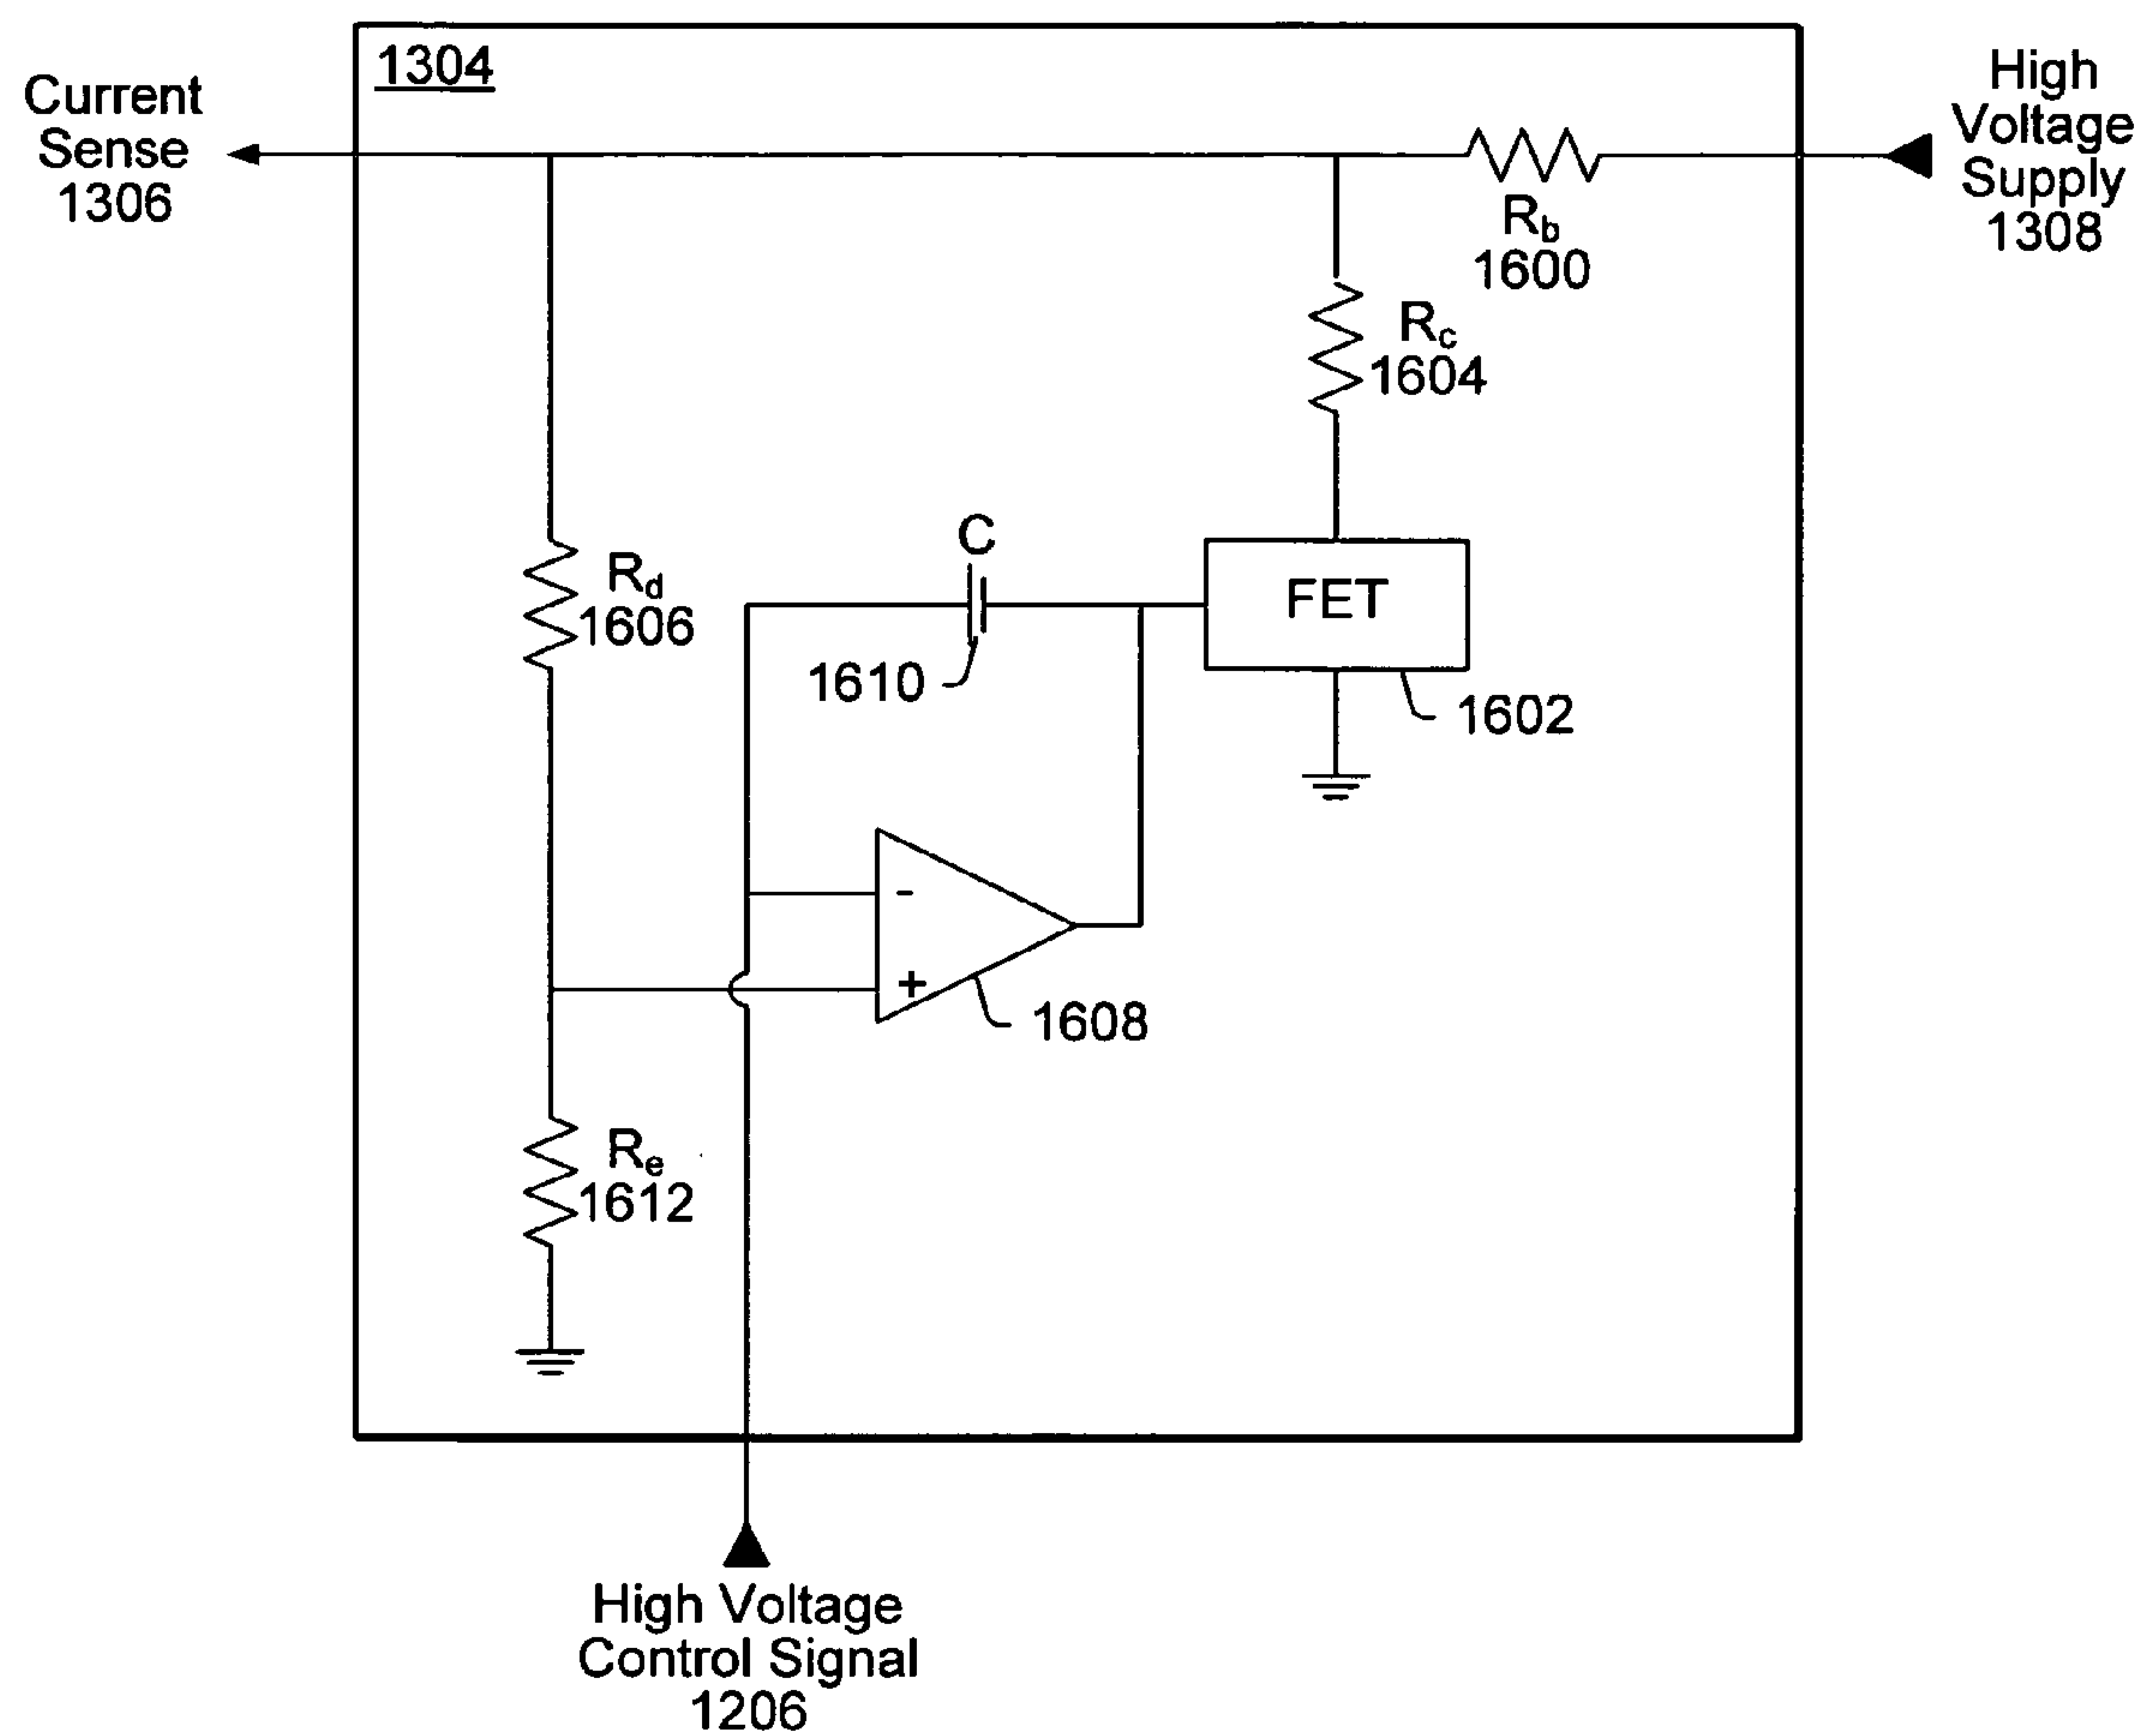 1304
Current
Sense
1306
High
Voltage
Supply
1308
Rb
1600
Rc
1604
C
Rd
1606
FET
1610
1602
-
+
1608
Re
1612
High Voltage
Control Signal
1206